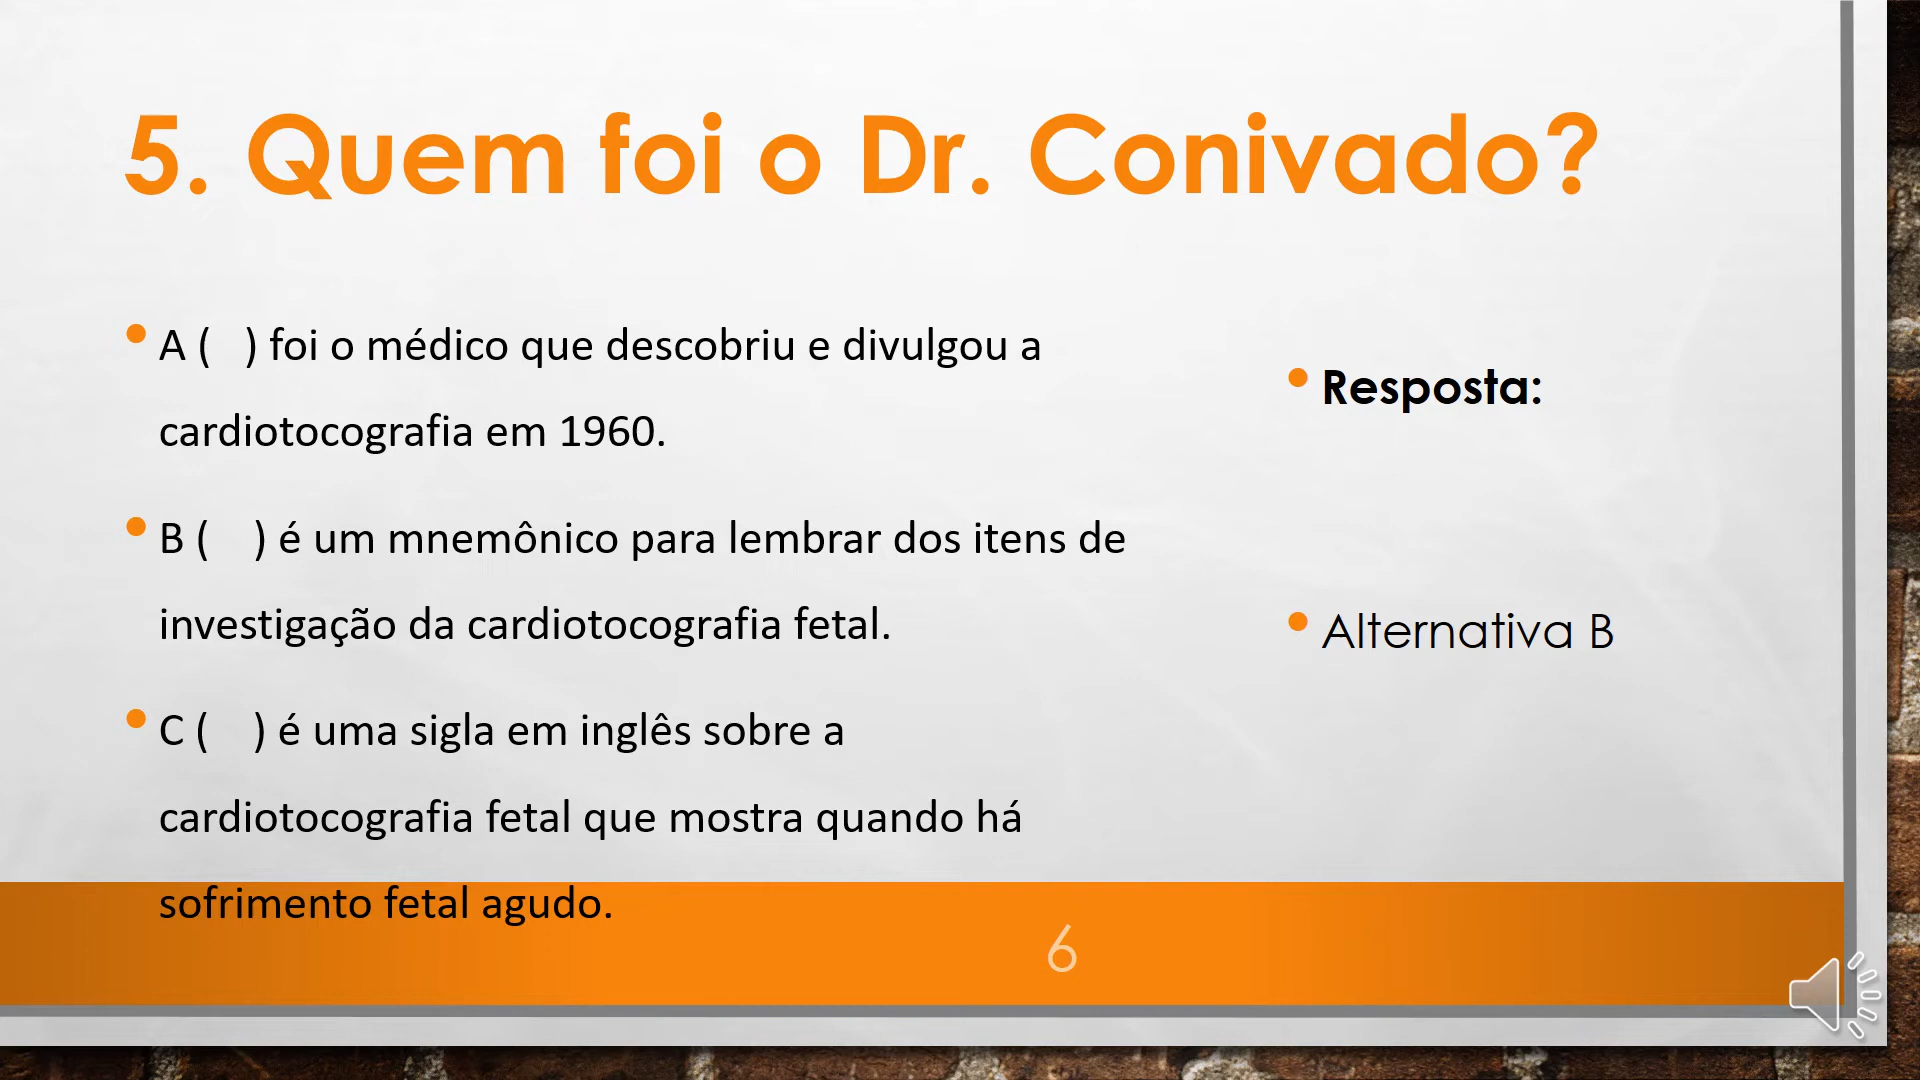 5. Quem foi o Dr. Conivado?
• A (   ) foi o médico que descobriu e divulgou a
cardiotocografia em 1960.
• B (    ) é um mnemônico para lembrar dos itens de
investigação da cardiotocografia fetal.
• C (    ) é uma sigla em inglês sobre a
cardiotocografia fetal que mostra quando há
sofrimento fetal agudo.
• Resposta:
• Alternativa B
6